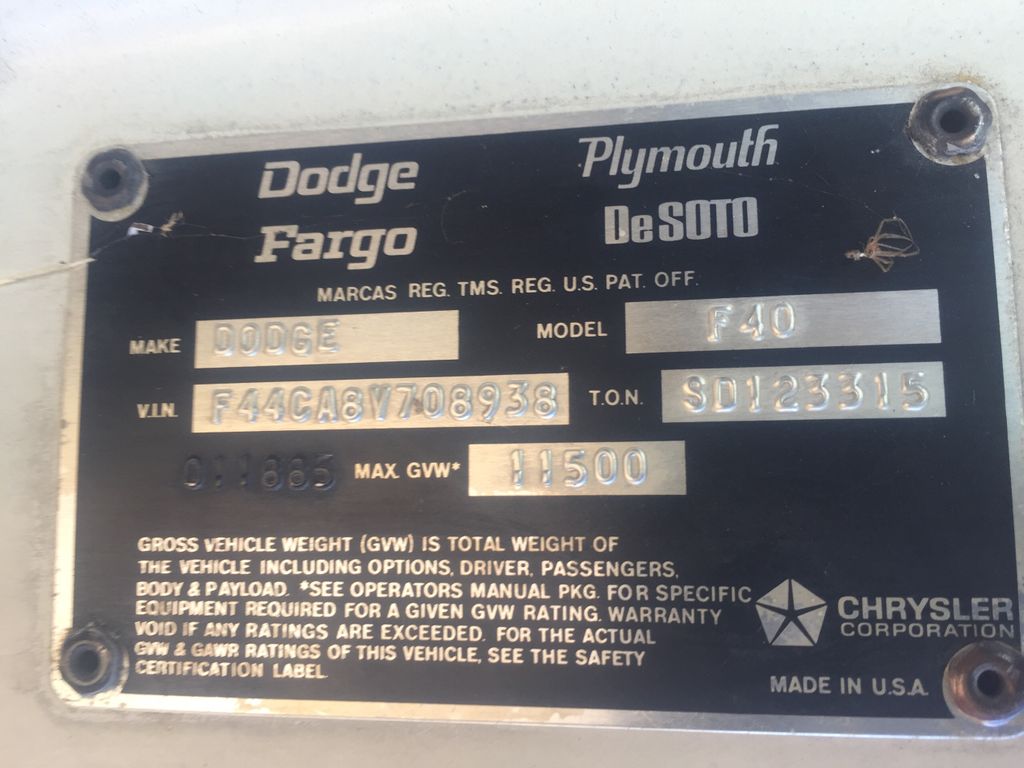 Dodge Plymouth
Fargo DeSOTO
MARCAS REG. TMS. REG. U.S. PAT. OFF.
MAKE DODGE MODEL F40
V.I.N. F44CA8V708938 T.O.N. SD123315
011885 MAX. GVW* 11500
GROSS VEHICLE WEIGHT (GVW) IS TOTAL WEIGHT OF
THE VEHICLE INCLUDING OPTIONS, DRIVER, PASSENGERS,
BODY & PAYLOAD. *SEE OPERATORS MANUAL PKG. FOR SPECIFIC
EQUIPMENT REQUIRED FOR A GIVEN GVW RATING. WARRANTY
VOID IF ANY RATINGS ARE EXCEEDED. FOR THE ACTUAL
GVW & GAWR RATINGS OF THIS VEHICLE, SEE THE SAFETY
CERTIFICATION LABEL.
CHRYSLER
CORPORATION
MADE IN U.S.A.